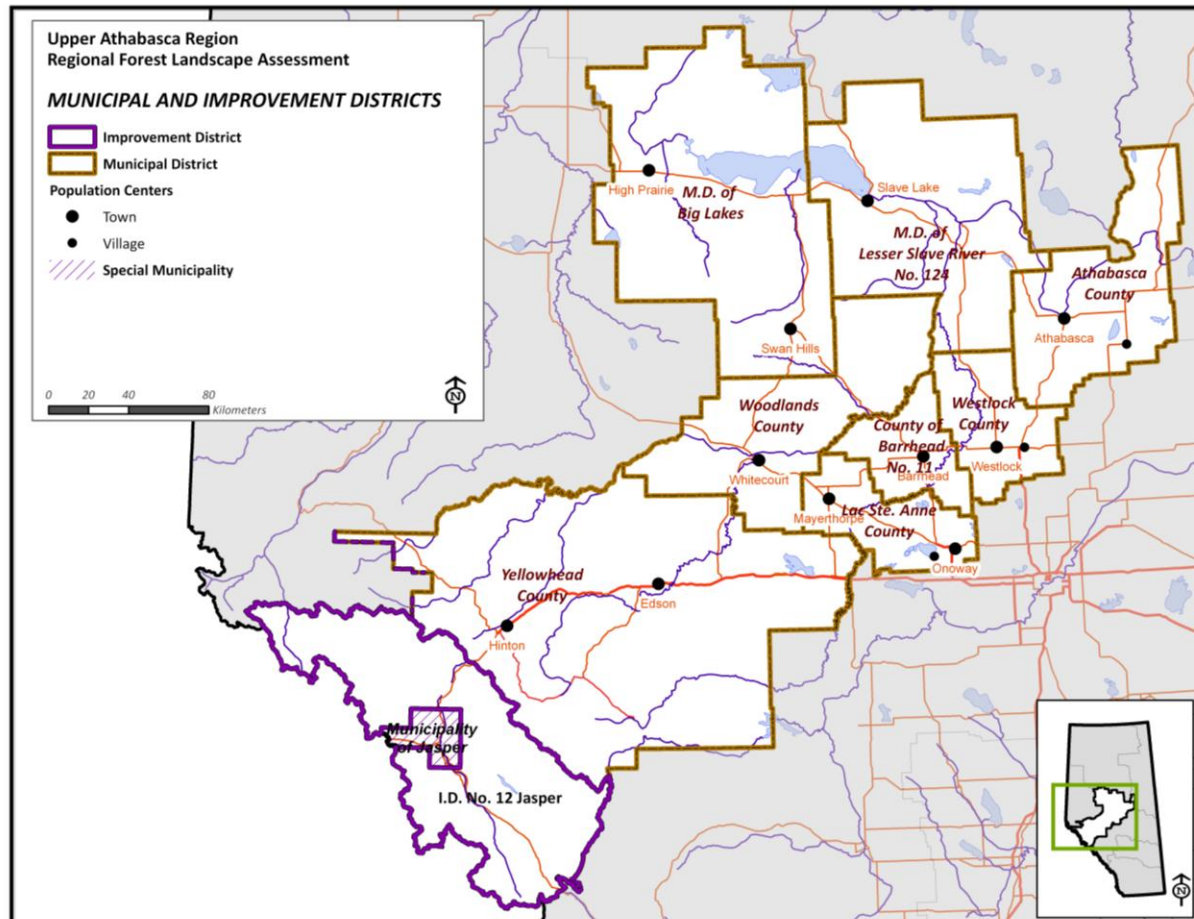 Upper Athabasca Region
Regional Forest Landscape Assessment
MUNICIPAL AND IMPROVEMENT DISTRICTS
Improvement District
Municipal District
Population Centers
Town
Village
Special Municipality
0 20 40 80
Kilometers
N
High Prairie
M.D. of
Big Lakes
Slave Lake
M.D. of
Lesser Slave River
No. 124
Athabasca
County
Athabasca
Swan Hills
Woodlands
County
Westlock
County
County of
Barrhead
No. 11
Barrhead
Westlock
Whitecourt
Mayerthorpe
Lac Ste. Anne
County
Onoway
Yellowhead
County
Edson
Hinton
Municipality
of Jasper
I.D. No. 12 Jasper
N